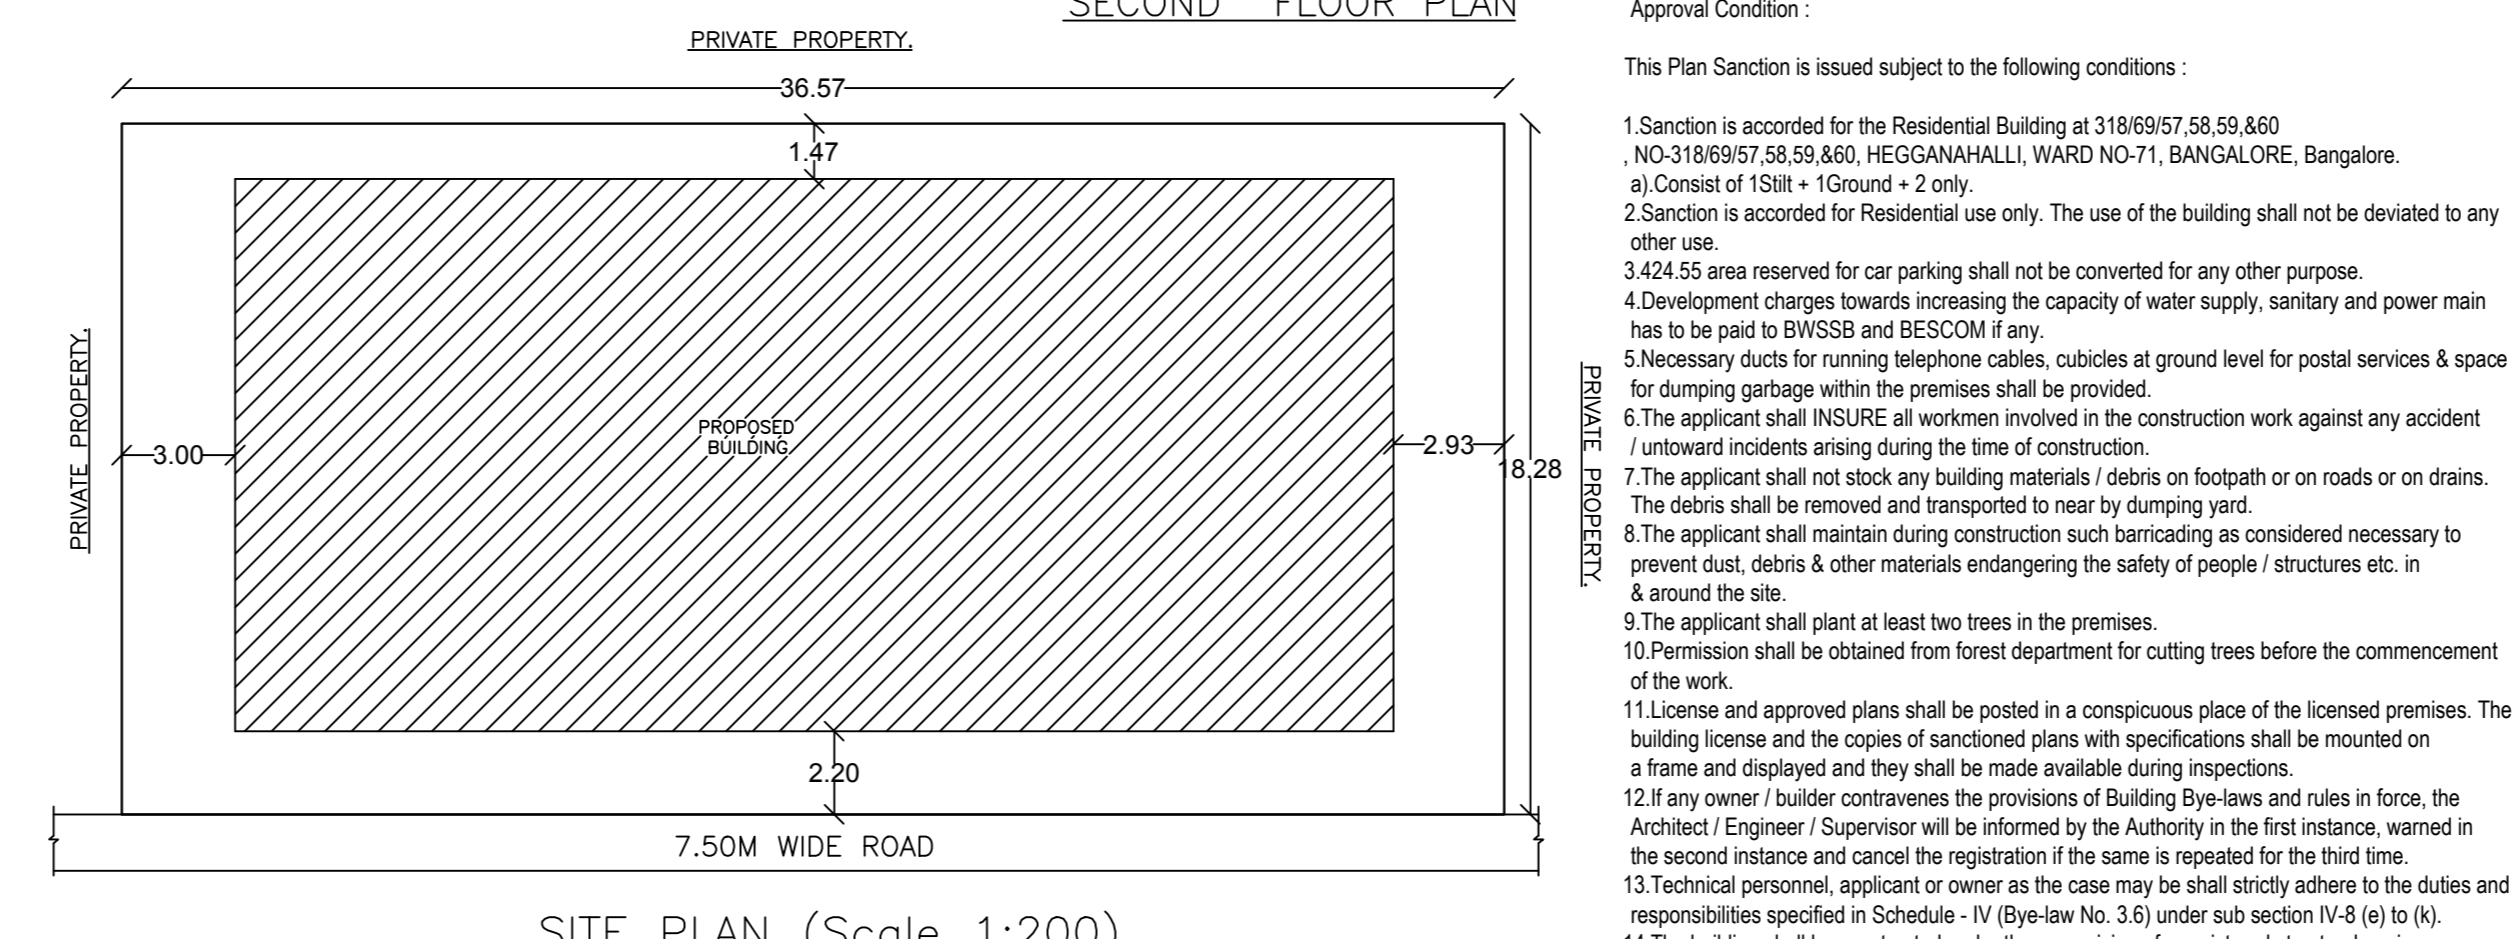 SECOND FLOOR PLAN
PRIVATE PROPERTY.
36.57
1.47
PRIVATE PROPERTY.
3.00
PROPOSED
BUILDING
2.93
18.28
PRIVATE PROPERTY.
2.20
7.50M WIDE ROAD
SITE PLAN (Scale 1:200)
Approval Condition :
This Plan Sanction is issued subject to the following conditions :
1.Sanction is accorded for the Residential Building at 318/69/57,58,59,&60
, NO-318/69/57,58,59,&60, HEGGANAHALLI, WARD NO-71, BANGALORE, Bangalore.
a).Consist of 1Stilt + 1Ground + 2 only.
2.Sanction is accorded for Residential use only. The use of the building shall not be deviated to any
other use.
3.424.55 area reserved for car parking shall not be converted for any other purpose.
4.Development charges towards increasing the capacity of water supply, sanitary and power main
has to be paid to BWSSB and BESCOM if any.
5.Necessary ducts for running telephone cables, cubicles at ground level for postal services & space
for dumping garbage within the premises shall be provided.
6.The applicant shall INSURE all workmen involved in the construction work against any accident
/ untoward incidents arising during the time of construction.
7.The applicant shall not stock any building materials / debris on footpath or on roads or on drains.
The debris shall be removed and transported to near by dumping yard.
8.The applicant shall maintain during construction such barricading as considered necessary to
prevent dust, debris & other materials endangering the safety of people / structures etc. in
& around the site.
9.The applicant shall plant at least two trees in the premises.
10.Permission shall be obtained from forest department for cutting trees before the commencement
of the work.
11.License and approved plans shall be posted in a conspicuous place of the licensed premises. The
building license and the copies of sanctioned plans with specifications shall be mounted on
a frame and displayed and they shall be made available during inspections.
12.If any owner / builder contravenes the provisions of Building Bye-laws and rules in force, the
Architect / Engineer / Supervisor will be informed by the Authority in the first instance, warned in
the second instance and cancel the registration if the same is repeated for the third time.
13.Technical personnel, applicant or owner as the case may be shall strictly adhere to the duties and
responsibilities specified in Schedule - IV (Bye-law No. 3.6) under sub section IV-8 (e) to (k).